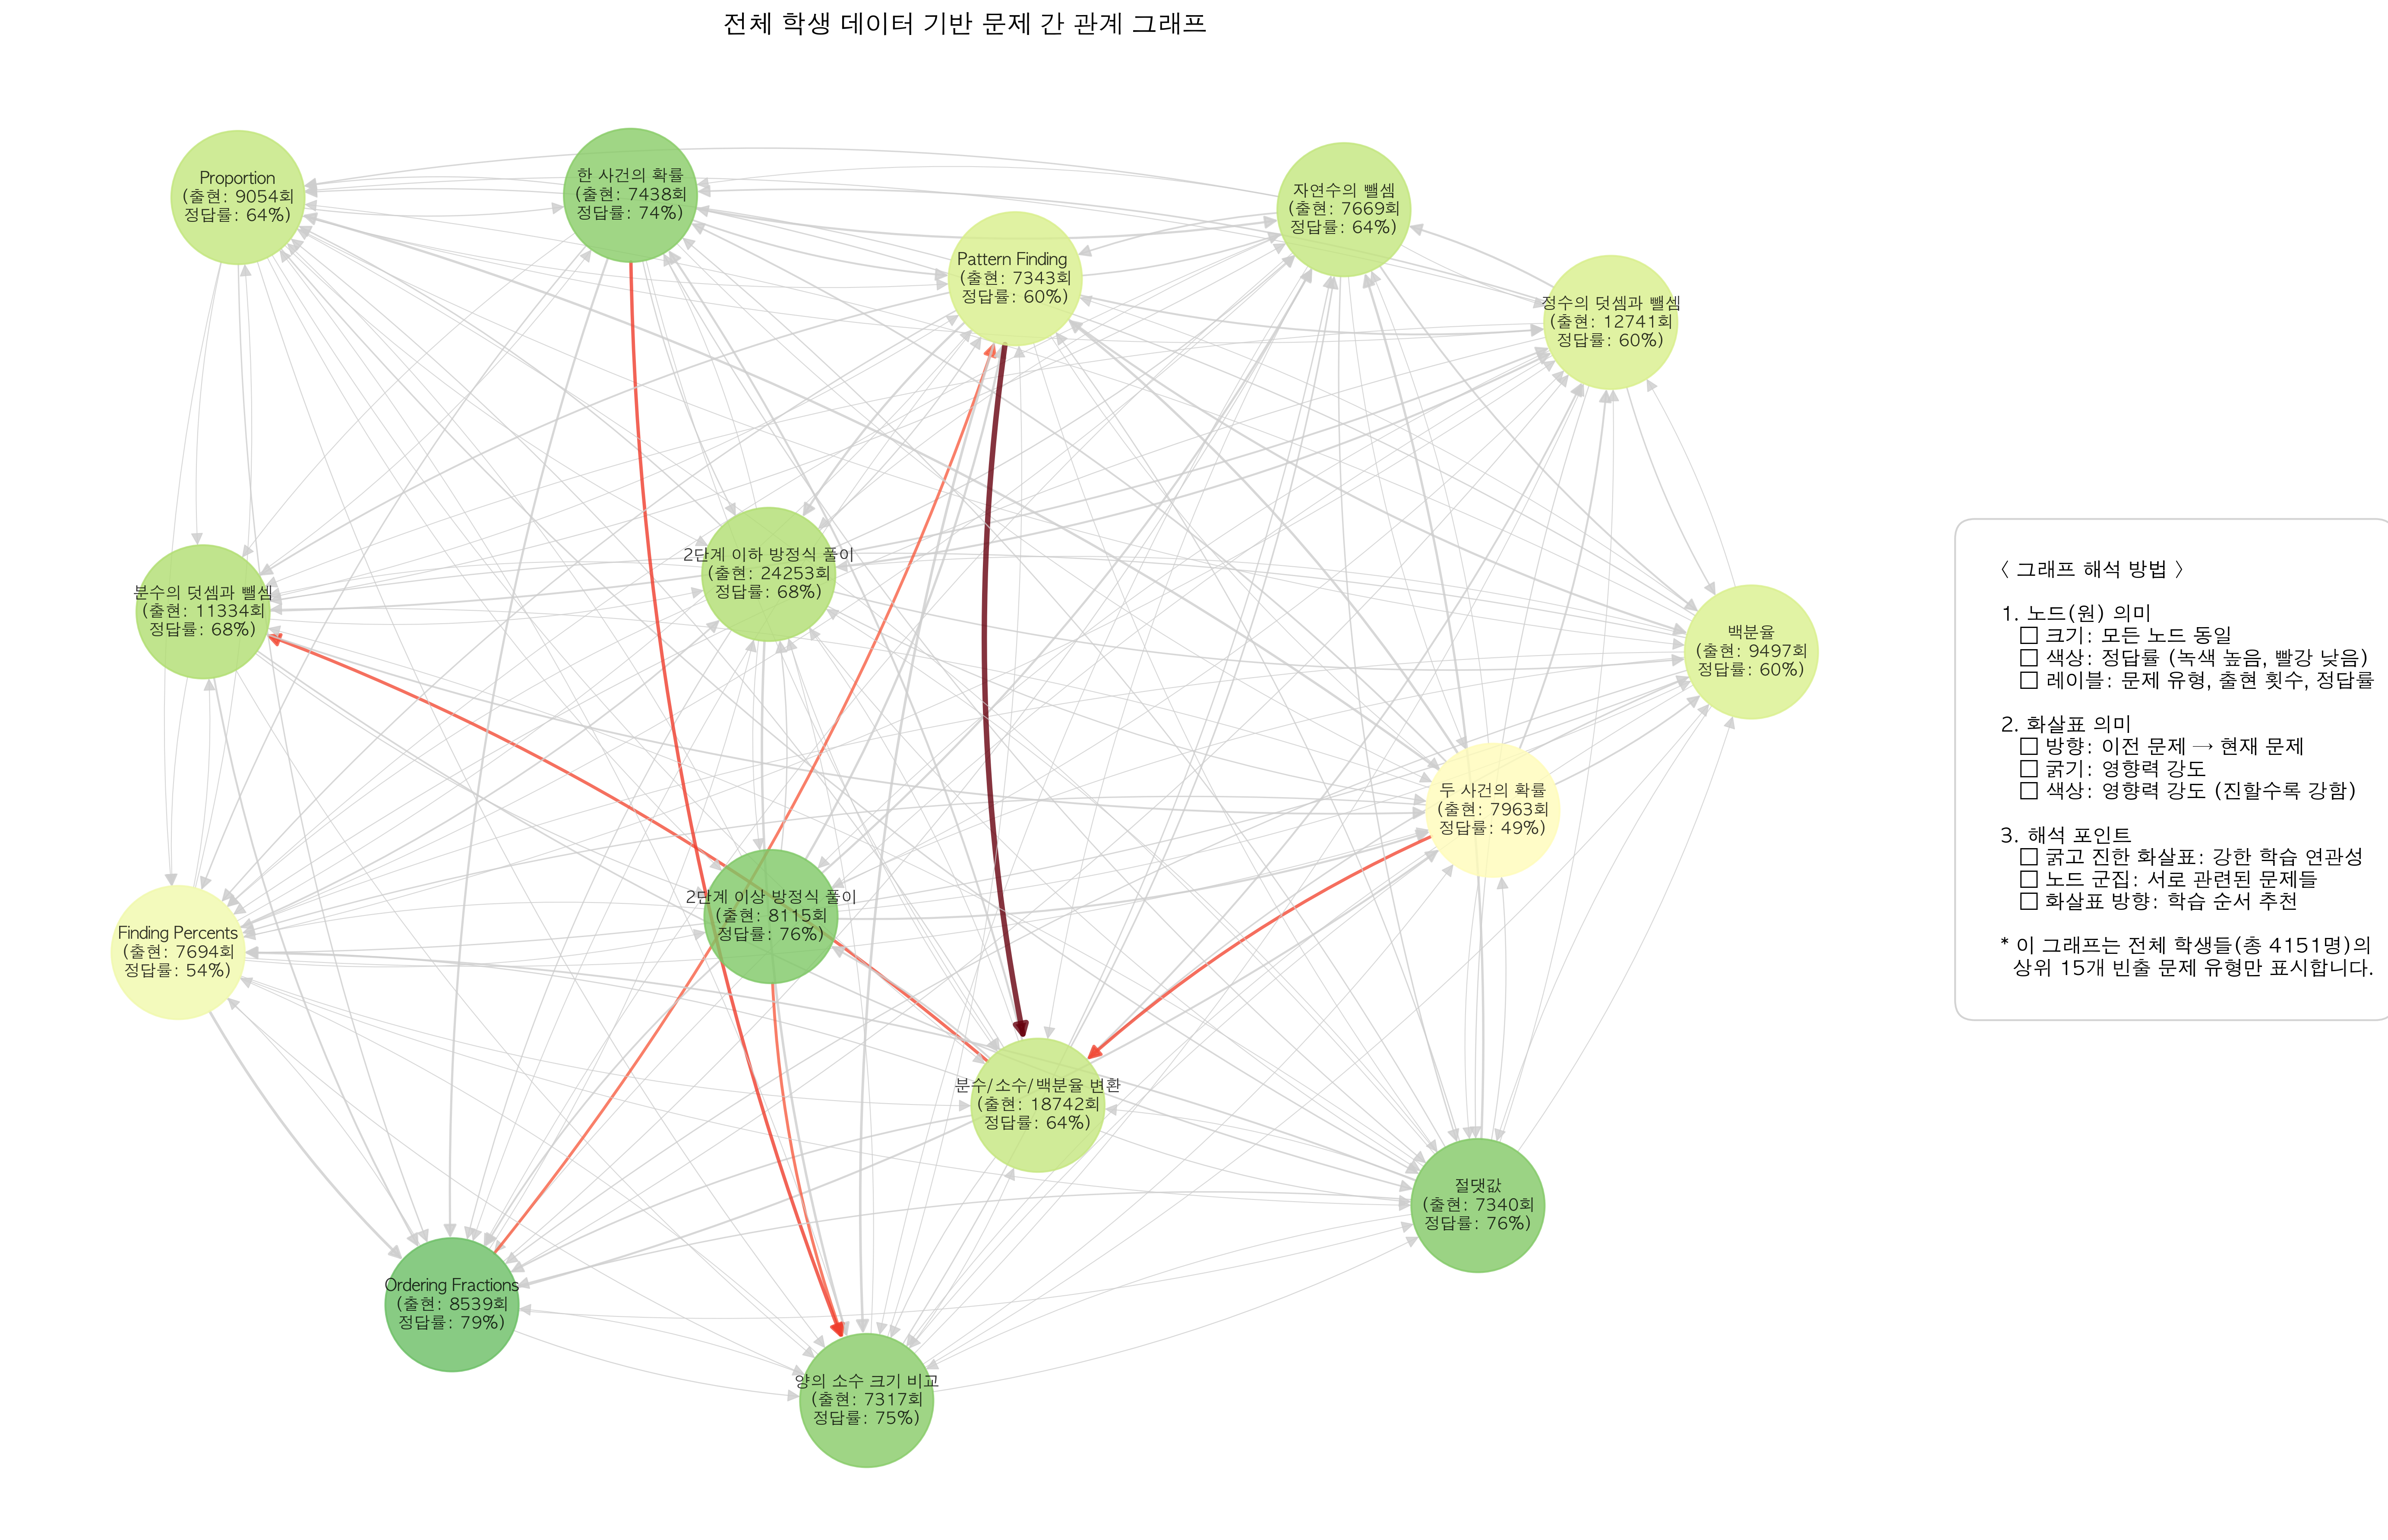 전체 학생 데이터 기반 문제 간 관계 그래프
Proportion
(출현: 9054회
정답률: 64%)
한 사건의 확률
(출현: 7438회
정답률: 74%)
Pattern Finding
(출현: 7343회
정답률: 60%)
자연수의 뺄셈
(출현: 7669회
정답률: 64%)
정수의 덧셈과 뺄셈
(출현: 12741회
정답률: 60%)
2단계 이하 방정식 풀이
(출현: 24253회
정답률: 68%)
분수의 덧셈과 뺄셈
(출현: 11334회
정답률: 68%)
백분율
(출현: 9497회
정답률: 60%)
두 사건의 확률
(출현: 7963회
정답률: 49%)
2단계 이상 방정식 풀이
(출현: 8115회
정답률: 76%)
Finding Percents
(출현: 7694회
정답률: 54%)
분수/소수/백분율 변환
(출현: 18742회
정답률: 64%)
절댓값
(출현: 7340회
정답률: 76%)
Ordering Fractions
(출현: 8539회
정답률: 79%)
양의 소수 크기 비교
(출현: 7317회
정답률: 75%)
〈 그래프 해석 방법 〉
1. 노드(원) 의미
□ 크기: 모든 노드 동일
□ 색상: 정답률 (녹색 높음, 빨강 낮음)
□ 레이블: 문제 유형, 출현 횟수, 정답률
2. 화살표 의미
□ 방향: 이전 문제 → 현재 문제
□ 굵기: 영향력 강도
□ 색상: 영향력 강도 (진할수록 강함)
3. 해석 포인트
□ 굵고 진한 화살표: 강한 학습 연관성
□ 노드 군집: 서로 관련된 문제들
□ 화살표 방향: 학습 순서 추천
* 이 그래프는 전체 학생들(총 4151명)의
상위 15개 빈출 문제 유형만 표시합니다.